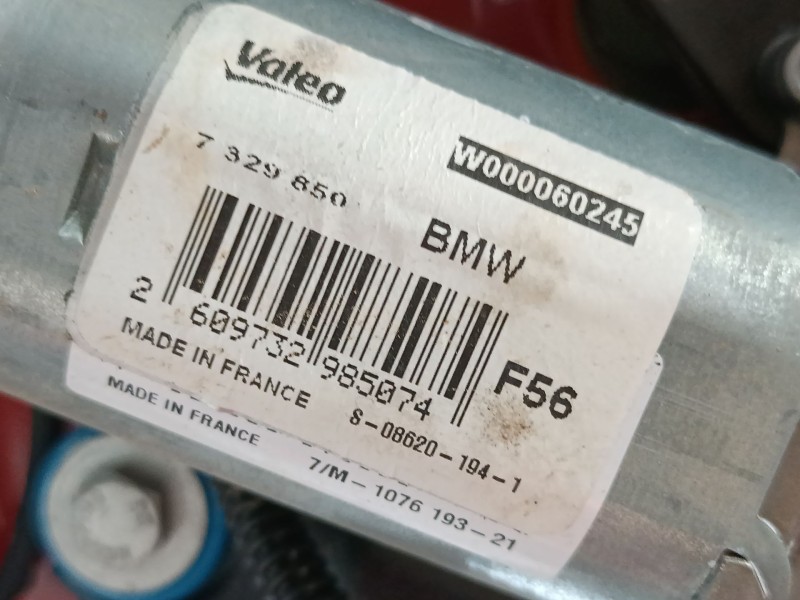 Valeo
W000060245
7 329 850
BMW
2 609732 985074
F56
MADE IN FRANCE
S-08620-194-1
MADE IN FRANCE
7/M-1076 193-21